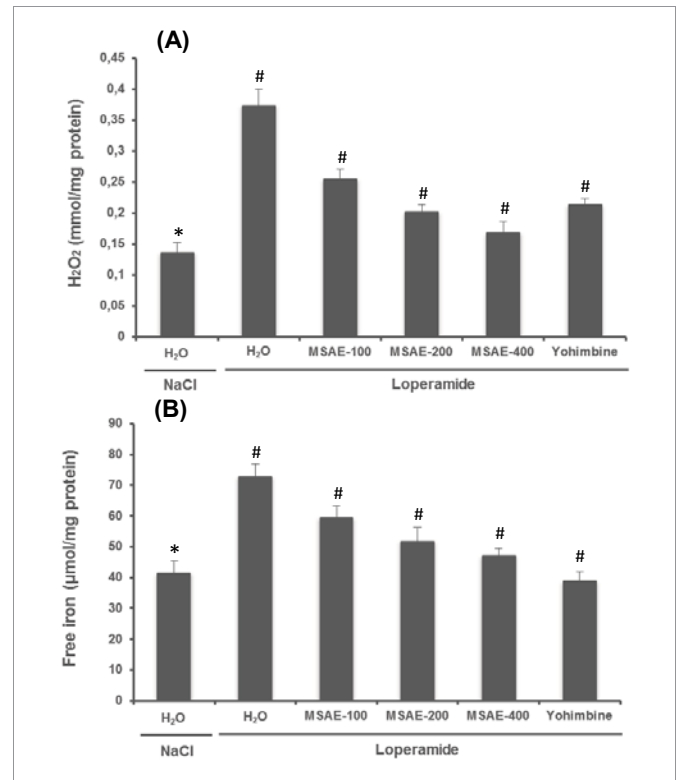 (A)
H₂O₂ (mmol/mg protein)
0,45
0,4
0,35
0,3
0,25
0,2
0,15
0,1
0,05
0
* # # # # #
H₂O H₂O MSAE-100 MSAE-200 MSAE-400 Yohimbine
NaCl Loperamide
(B)
Free iron (µmol/mg protein)
90
80
70
60
50
40
30
20
10
0
* # # # # #
H₂O H₂O MSAE-100 MSAE-200 MSAE-400 Yohimbine
NaCl Loperamide